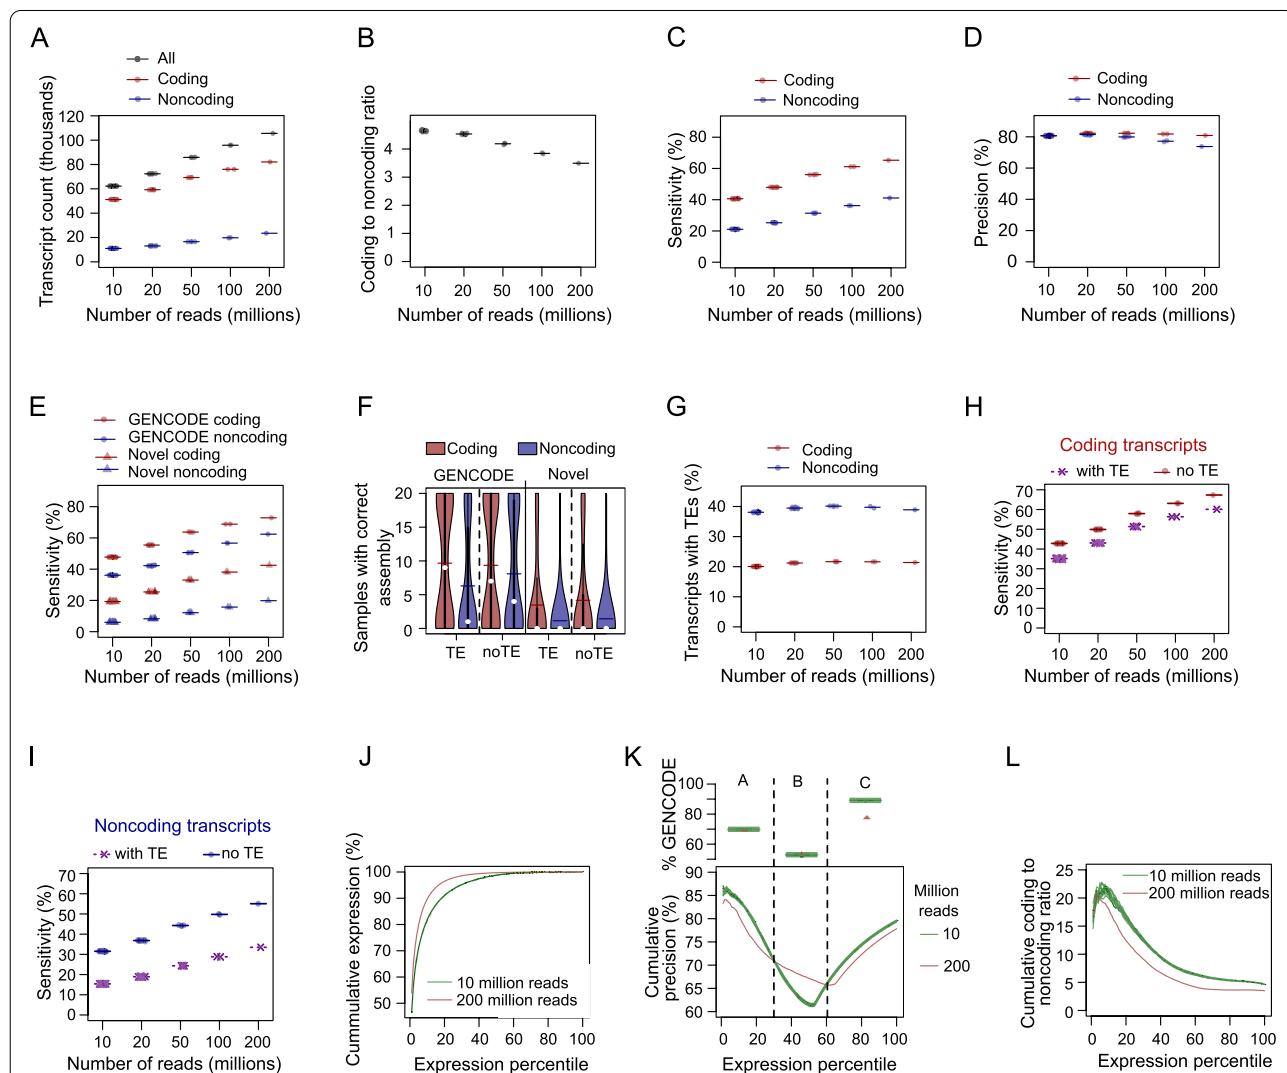 A
All
Coding
Noncoding
Transcript count (thousands)
120
100
80
60
40
20
0
10 20 50 100 200
Number of reads (millions)
B
Coding to noncoding ratio
4
3
2
1
0
10 20 50 100 200
Number of reads (millions)
C
Coding
Noncoding
Sensitivity (%)
80
60
40
20
0
10 20 50 100 200
Number of reads (millions)
D
Coding
Noncoding
Precision (%)
80
60
40
20
0
10 20 50 100 200
Number of reads (millions)
E
GENCODE coding
GENCODE noncoding
Novel coding
Novel noncoding
Sensitivity (%)
80
60
40
20
0
10 20 50 100 200
Number of reads (millions)
F
Coding Noncoding
GENCODE Novel
Samples with correct
assembly
20
15
10
5
0
TE noTE TE noTE
G
Coding
Noncoding
Transcripts with TEs (%)
40
30
20
10
0
10 20 50 100 200
Number of reads (millions)
H
Coding transcripts
with TE no TE
Sensitivity (%)
70
60
50
40
30
20
10
0
10 20 50 100 200
Number of reads (millions)
I
Noncoding transcripts
with TE no TE
Sensitivity (%)
70
60
50
40
30
20
10
0
10 20 50 100 200
Number of reads (millions)
J
Cummulative expression (%)
100
90
80
70
60
50
10 million reads
200 million reads
0 20 40 60 80 100
Expression percentile
K
% GENCODE
100
80
60
A B C
Cumulative
precision (%)
90
85
80
75
70
65
60
Million
reads
10
200
0 20 40 60 80 100
Expression percentile
L
Cumulative coding to
noncoding ratio
25
20
15
10
5
0
10 million reads
200 million reads
0 20 40 60 80 100
Expression percentile